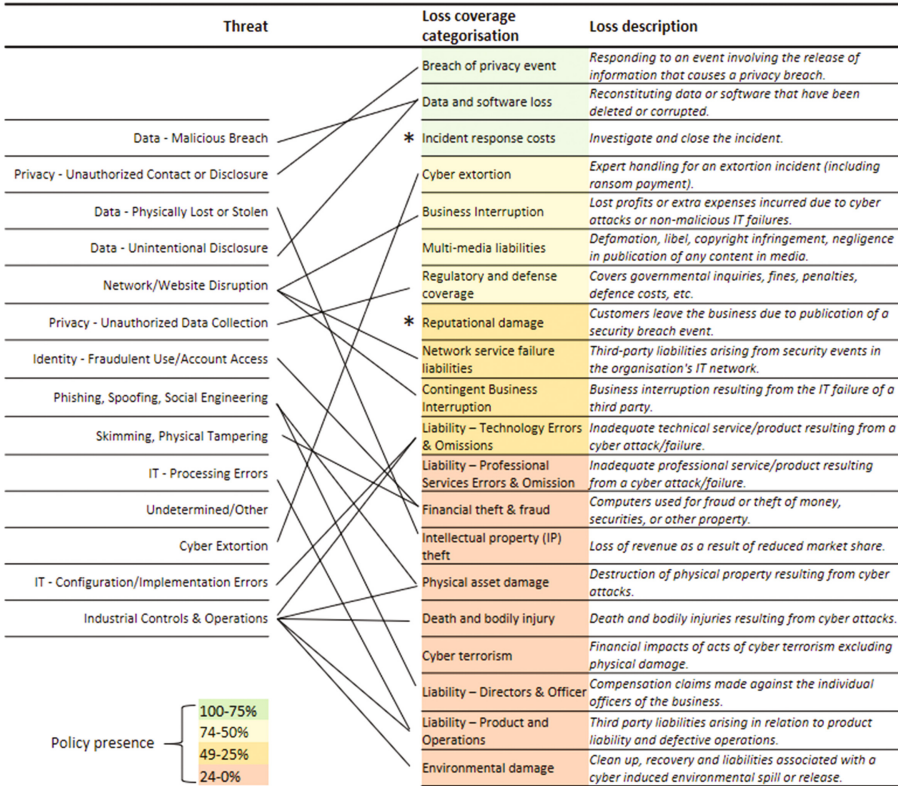 Threat
Loss coverage
categorisation
Loss description
Breach of privacy event
Responding to an event involving the release of
information that causes a privacy breach.
Data and software loss
Reconstituting data or software that have been
deleted or corrupted.
Data - Malicious Breach
* Incident response costs
Investigate and close the incident.
Privacy - Unauthorized Contact or Disclosure
Cyber extortion
Expert handling for an extortion incident (including
ransom payment).
Data - Physically Lost or Stolen
Business Interruption
Lost profits or extra expenses incurred due to cyber
attacks or non-malicious IT failures.
Data - Unintentional Disclosure
Multi-media liabilities
Defamation, libel, copyright infringement, negligence
in publication of any content in media.
Network/Website Disruption
Regulatory and defense
coverage
Covers governmental inquiries, fines, penalties,
defence costs, etc.
Privacy - Unauthorized Data Collection
* Reputational damage
Customers leave the business due to publication of a
security breach event.
Identity - Fraudulent Use/Account Access
Network service failure
liabilities
Third-party liabilities arising from security events in
the organisation's IT network.
Phishing, Spoofing, Social Engineering
Contingent Business
Interruption
Business interruption resulting from the IT failure of a
third party.
Skimming, Physical Tampering
Liability – Technology Errors
& Omissions
Inadequate technical service/product resulting from a
cyber attack/failure.
IT - Processing Errors
Liability – Professional
Services Errors & Omission
Inadequate professional service/product resulting
from a cyber attack/failure.
Undetermined/Other
Financial theft & fraud
Computers used for fraud or theft of money,
securities, or other property.
Cyber Extortion
Intellectual property (IP)
theft
Loss of revenue as a result of reduced market share.
IT - Configuration/Implementation Errors
Physical asset damage
Destruction of physical property resulting from cyber
attacks.
Industrial Controls & Operations
Death and bodily injury
Death and bodily injuries resulting from cyber attacks.
Cyber terrorism
Financial impacts of acts of cyber terrorism excluding
physical damage.
Liability – Directors & Officer
Compensation claims made against the individual
officers of the business.
Liability – Product and
Operations
Third party liabilities arising in relation to product
liability and defective operations.
Environmental damage
Clean up, recovery and liabilities associated with a
cyber induced environmental spill or release.
Policy presence
100-75%
74-50%
49-25%
24-0%